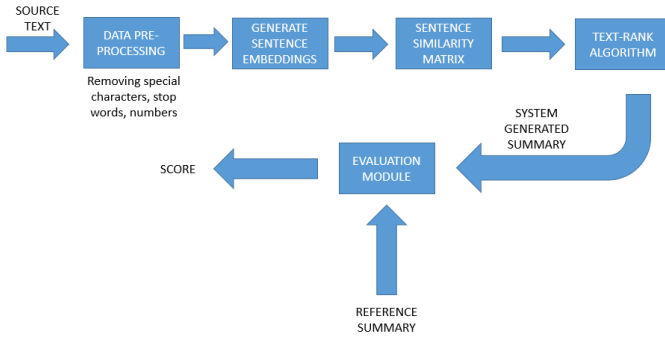 SOURCE
TEXT
DATA PRE-
PROCESSING
Removing special
characters, stop
words, numbers
GENERATE
SENTENCE
EMBEDDINGS
SENTENCE
SIMILARITY
MATRIX
TEXT-RANK
ALGORITHM
SYSTEM
GENERATED
SUMMARY
EVALUATION
MODULE
SCORE
REFERENCE
SUMMARY